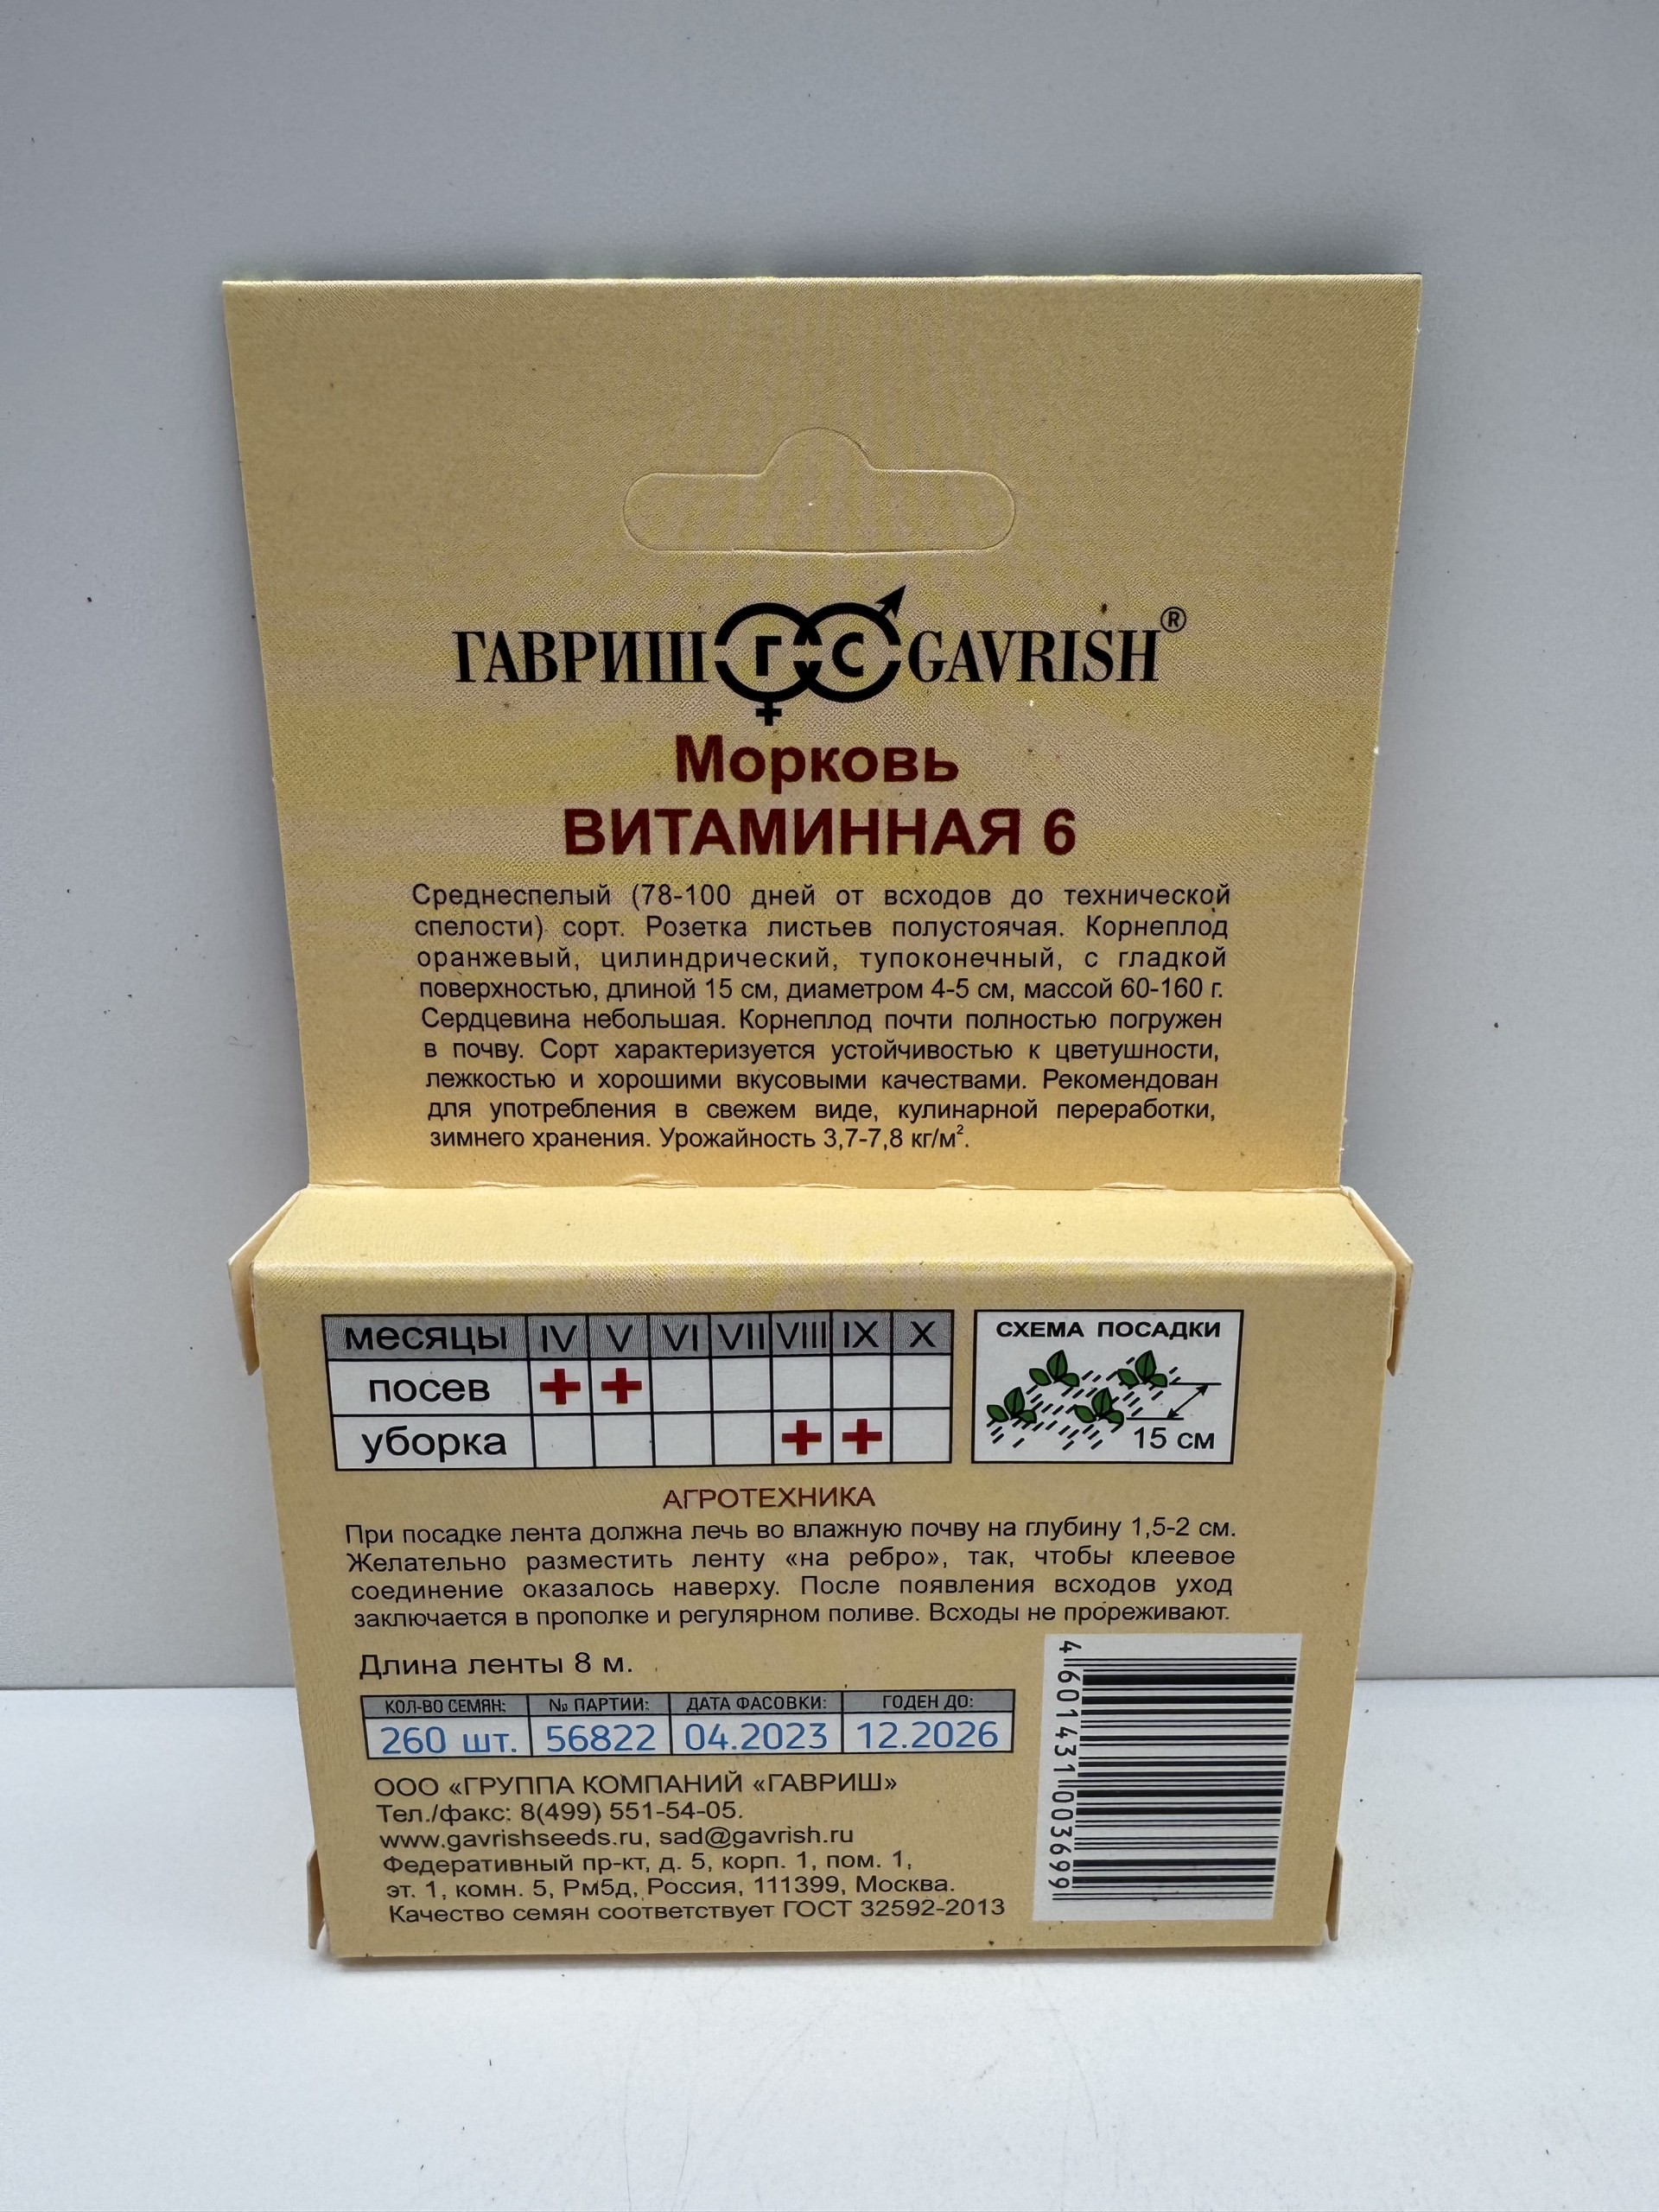 ГАВРИШ ГС GAVRISH®
Морковь
ВИТАМИННАЯ 6
Среднеспелый (78-100 дней от всходов до технической
спелости) сорт. Розетка листьев полустоячая. Корнеплод
оранжевый, цилиндрический, тупоконечный, с гладкой
поверхностью, длиной 15 см, диаметром 4-5 см, массой 60-160 г.
Сердцевина небольшая. Корнеплод почти полностью погружен
в почву. Сорт характеризуется устойчивостью к цветушности,
лежкостью и хорошими вкусовыми качествами. Рекомендован
для употребления в свежем виде, кулинарной переработки,
зимнего хранения. Урожайность 3,7-7,8 кг/м².
месяцы IV V VI VII VIII IX X
посев + +
уборка + +
СХЕМА ПОСАДКИ
15 см
АГРОТЕХНИКА
При посадке лента должна лечь во влажную почву на глубину 1,5-2 см.
Желательно разместить ленту «на ребро», так, чтобы клеевое
соединение оказалось наверху. После появления всходов уход
заключается в прополке и регулярном поливе. Всходы не прореживают.
Длина ленты 8 м.
КОЛ-ВО СЕМЯН: № ПАРТИИ: ДАТА ФАСОВКИ: ГОДЕН ДО:
260 шт. 56822 04.2023 12.2026
ООО «ГРУППА КОМПАНИЙ «ГАВРИШ»
Тел./факс: 8(499) 551-54-05.
www.gavrishseeds.ru, sad@gavrish.ru
Федеративный пр-кт, д. 5, корп. 1, пом. 1,
эт. 1, комн. 5, Рм5д, Россия, 111399, Москва.
Качество семян соответствует ГОСТ 32592-2013
4 601431 003699